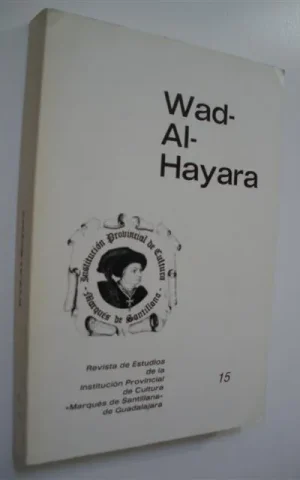 Wad-
Al-
Hayara
Institución Provincial de Cultura
- Marqués de Santillana -
Revista de Estudios
de la
Institución Provincial
de Cultura
«Marqués de Santillana»
de Guadalajara
15